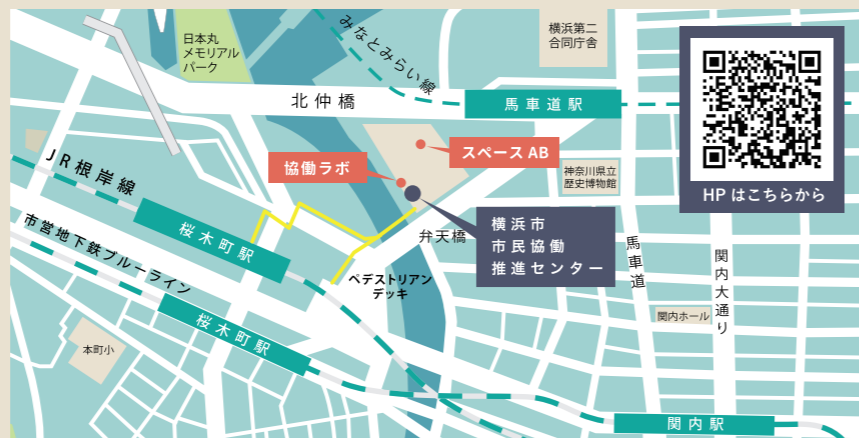 日本丸
メモリアル
パーク
みなとみらい線
横浜第二
合同庁舎
北仲橋
馬車道駅
スペース AB
協働ラボ
神奈川県立
歴史博物館
HP はこちらから
JR根岸線
桜木町駅
市営地下鉄ブルーライン
桜木町駅
弁天橋
横浜市
市民協働
推進センター
ペデストリアン
デッキ
馬車道
関内大通り
関内ホール
本町小
関内駅